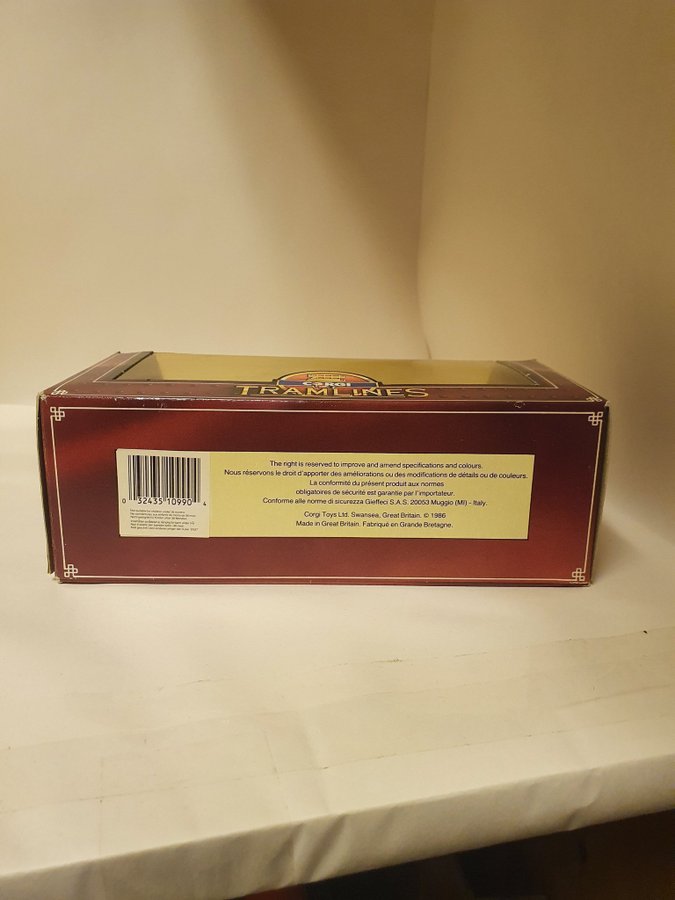 CORGI
TRAMLINES
The right is reserved to improve and amend specifications and colours.
Nous réservons le droit d'apporter des améliorations ou des modifications de détails ou de couleurs.
La conformité du présent produit aux normes
obligatoires de sécurité est garantie par l'importateur.
Conforme alle norme di sicurezza Gieffeci S.A.S. 20053 Muggio (MI) - Italy.
Corgi Toys Ltd. Swansea, Great Britain. © 1986
Made in Great Britain. Fabriqué en Grande Bretagne.
0 32435 10990 4